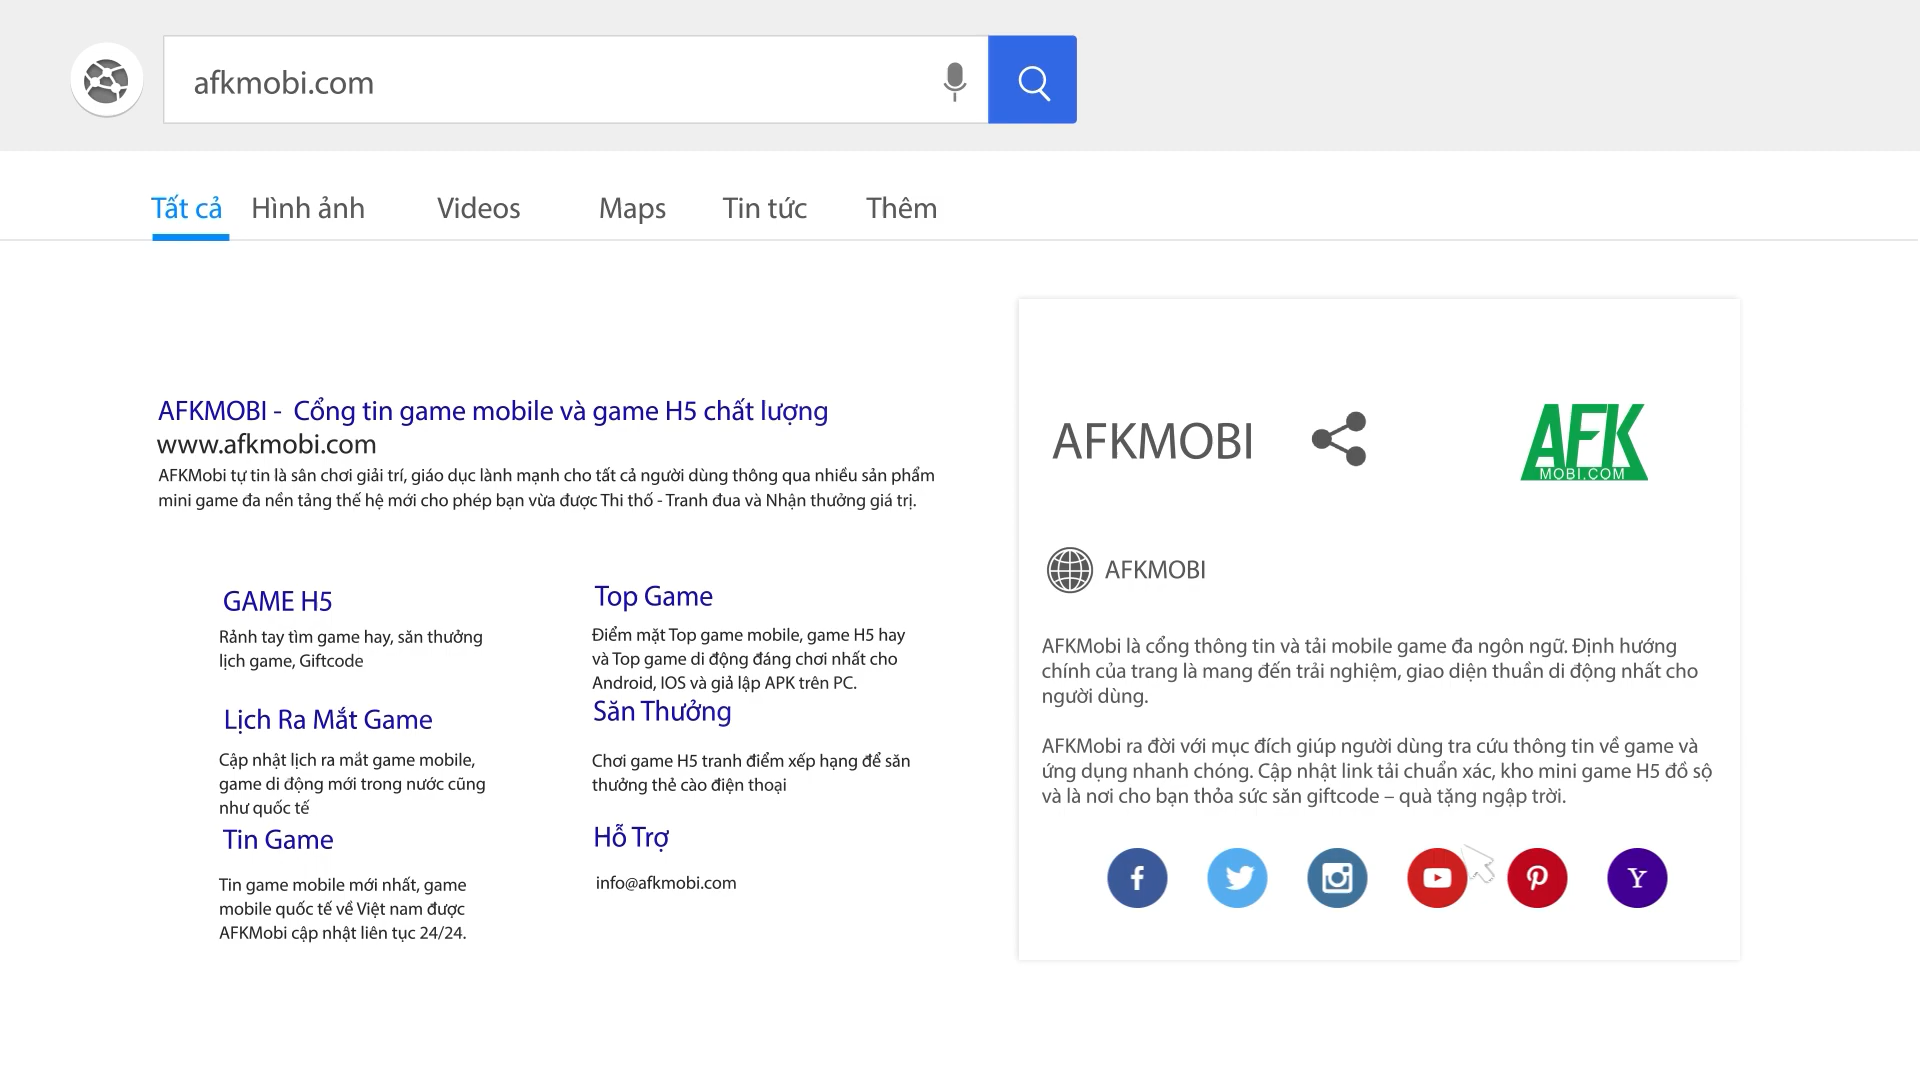 afkmobi.com
Tất cả Hình ảnh Videos Maps Tin tức Thêm
AFKMOBI - Cổng tin game mobile và game H5 chất lượng
www.afkmobi.com
AFKMobi tự tin là sân chơi giải trí, giáo dục lành mạnh cho tất cả người dùng thông qua nhiều sản phẩm
mini game đa nền tảng thế hệ mới cho phép bạn vừa được Thi thố - Tranh đua và Nhận thưởng giá trị.
GAME H5
Rảnh tay tìm game hay, săn thưởng
lịch game, Giftcode
Lịch Ra Mắt Game
Cập nhật lịch ra mắt game mobile,
game di động mới trong nước cũng
như quốc tế
Tin Game
Tin game mobile mới nhất, game
mobile quốc tế về Việt nam được
AFKMobi cập nhật liên tục 24/24.
Top Game
Điểm mặt Top game mobile, game H5 hay
và Top game di động đáng chơi nhất cho
Android, IOS và giả lập APK trên PC.
Săn Thưởng
Chơi game H5 tranh điểm xếp hạng để săn
thưởng thẻ cào điện thoại
Hỗ Trợ
info@afkmobi.com
AFKMOBI
AFK
MOBI.COM
AFKMOBI
AFKMobi là cổng thông tin và tải mobile game đa ngôn ngữ. Định hướng
chính của trang là mang đến trải nghiệm, giao diện thuần di động nhất cho
người dùng.
AFKMobi ra đời với mục đích giúp người dùng tra cứu thông tin về game và
ứng dụng nhanh chóng. Cập nhật link tải chuẩn xác, kho mini game H5 đồ sộ
và là nơi cho bạn thỏa sức săn giftcode – quà tặng ngập trời.